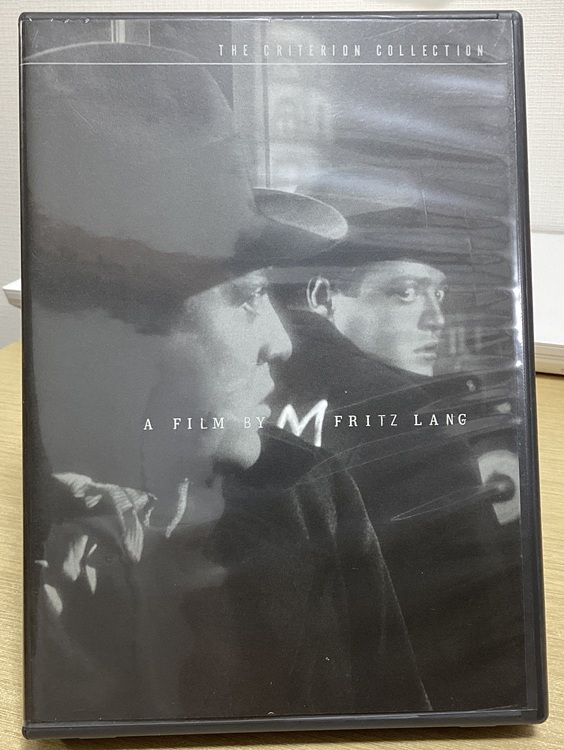 THE CRITERION COLLECTION
A FILM BY M FRITZ LANG